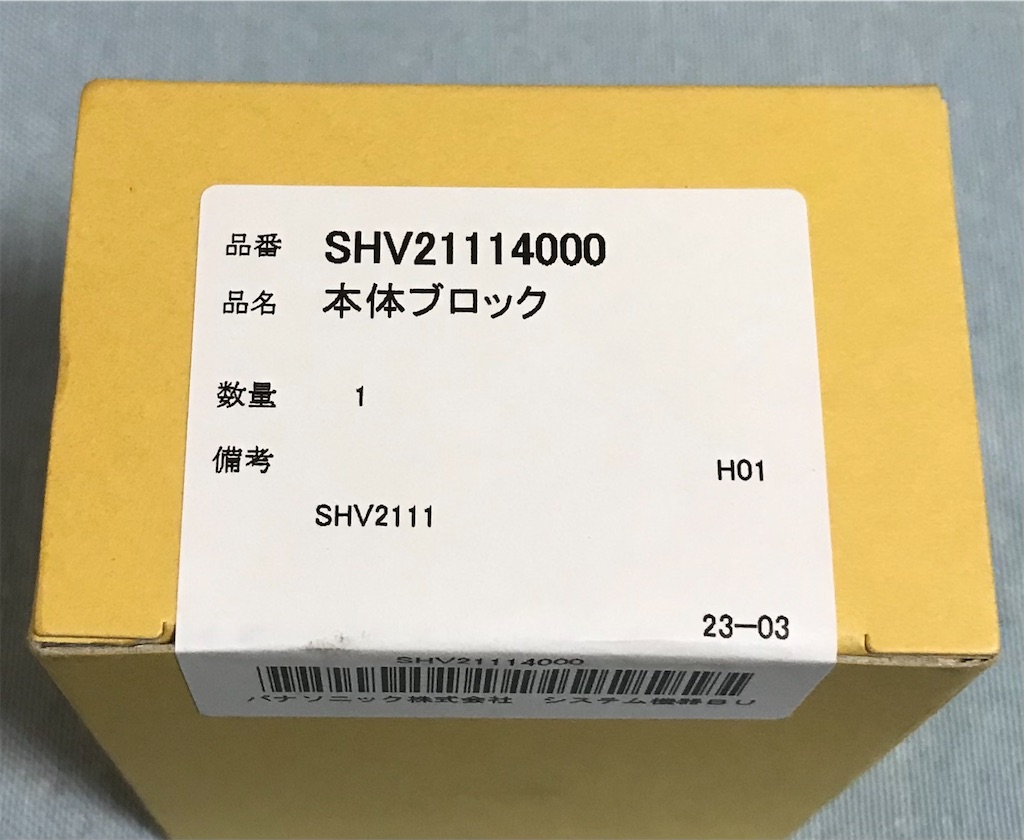 品番 SHV21114000
品名 本体ブロック
数量 1
備考
H01
SHV2111
23-03
SHV21114000
パナソニック株式会社 システム機器BU